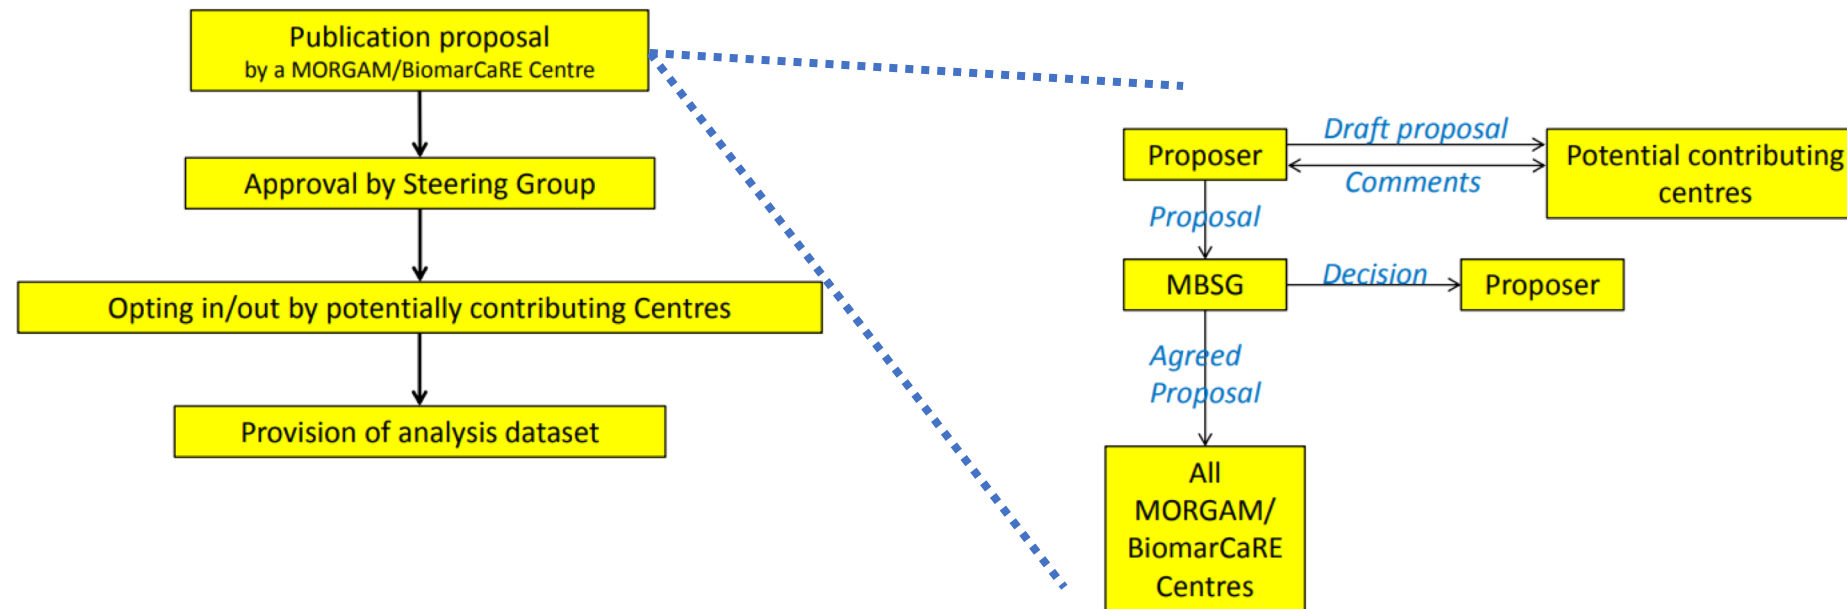 Publication proposal
by a MORGAM/BiomarCaRE Centre
Approval by Steering Group
Opting in/out by potentially contributing Centres
Provision of analysis dataset
Proposer
Draft proposal
Comments
Potential contributing
centres
Proposal
MBSG
Decision
Proposer
Agreed
Proposal
All
MORGAM/
BiomarCaRE
Centres